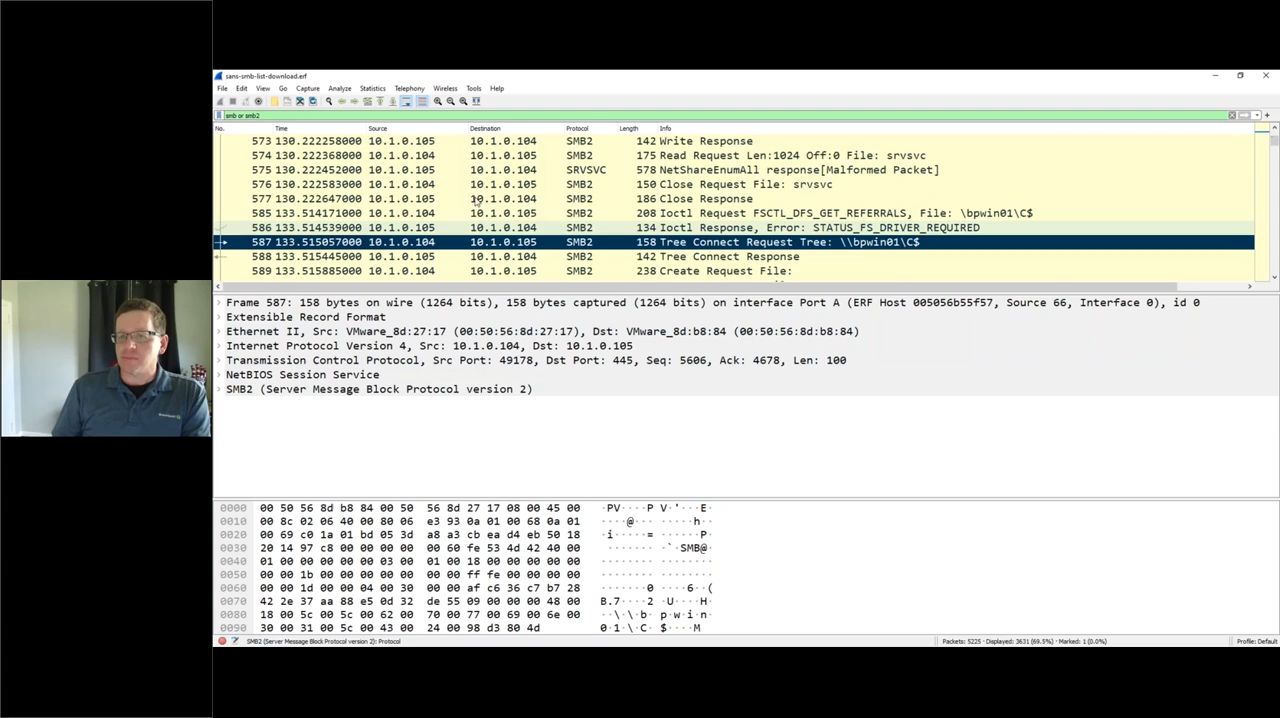 sans-smb-list-download.erf
File Edit View Go Capture Analyze Statistics Telephony Wireless Tools Help
smb or smb2
No. Time Source Destination Protocol Length Info
573 130.222258000 10.1.0.105 10.1.0.104 SMB2 142 Write Response
574 130.222368000 10.1.0.104 10.1.0.105 SMB2 175 Read Request Len:1024 Off:0 File: srvsvc
575 130.222452000 10.1.0.105 10.1.0.104 SRVSVC 578 NetShareEnumAll response[Malformed Packet]
576 130.222583000 10.1.0.104 10.1.0.105 SMB2 150 Close Request File: srvsvc
577 130.222647000 10.1.0.105 10.1.0.104 SMB2 186 Close Response
585 133.514171000 10.1.0.104 10.1.0.105 SMB2 208 Ioctl Request FSCTL_DFS_GET_REFERRALS, File: \bpwin01\C$
586 133.514539000 10.1.0.105 10.1.0.104 SMB2 134 Ioctl Response, Error: STATUS_FS_DRIVER_REQUIRED
587 133.515057000 10.1.0.104 10.1.0.105 SMB2 158 Tree Connect Request Tree: \\bpwin01\C$
588 133.515445000 10.1.0.105 10.1.0.104 SMB2 142 Tree Connect Response
589 133.515885000 10.1.0.104 10.1.0.105 SMB2 238 Create Request File:
Frame 587: 158 bytes on wire (1264 bits), 158 bytes captured (1264 bits) on interface Port A (ERF Host 005056b55f57, Source 66, Interface 0), id 0
Extensible Record Format
Ethernet II, Src: VMware_8d:27:17 (00:50:56:8d:27:17), Dst: VMware_8d:b8:84 (00:50:56:8d:b8:84)
Internet Protocol Version 4, Src: 10.1.0.104, Dst: 10.1.0.105
Transmission Control Protocol, Src Port: 49178, Dst Port: 445, Seq: 5606, Ack: 4678, Len: 100
NetBIOS Session Service
SMB2 (Server Message Block Protocol version 2)
0000 00 50 56 8d b8 84 00 50 56 8d 27 17 08 00 45 00 ·PV····P V·'···E·
0010 00 8c 02 06 40 00 80 06 e3 93 0a 01 00 68 0a 01 ····@··· ·····h··
0020 00 69 c0 1a 01 bd 05 3d a8 a3 cb ea d4 eb 50 18 ·i·····= ······P·
0030 20 14 97 c8 00 00 00 00 00 60 fe 53 4d 42 40 00 ········ ·`·SMB@·
0040 01 00 00 00 00 00 03 00 01 00 18 00 00 00 00 00
0050 00 00 1b 00 00 00 00 00 00 00 ff fe 00 00 00 00
0060 00 00 1d 00 00 04 00 30 00 00 af c6 36 c7 b7 28 ·······0 ····6··(
0070 42 2e 37 aa 88 e5 0d 32 de 55 09 00 00 00 48 00 B.7····2 ·U····H·
0080 18 00 5c 00 5c 00 62 00 70 00 77 00 69 00 6e 00 ··\·\·b· p·w·i·n·
0090 30 00 31 00 5c 00 43 00 24 00 98 d3 80 4d 0·1·\·C· $····M
SMB2 (Server Message Block Protocol version 2): Protocol
Packets: 5225 · Displayed: 3631 (69.5%) · Marked: 1 (0.0%)
Profile: Default